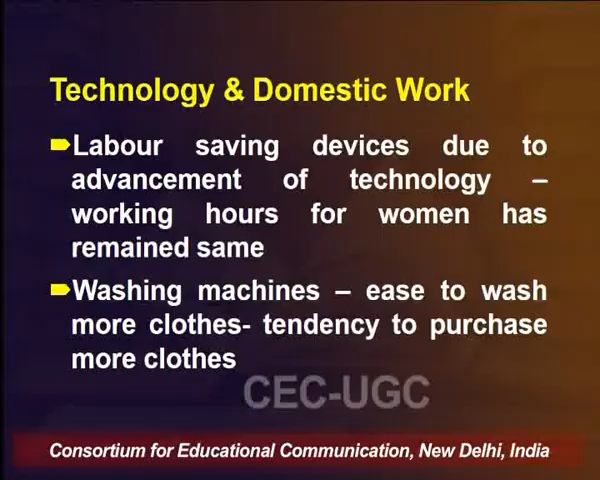 Technology & Domestic Work
Labour saving devices due to
advancement of technology –
working hours for women has
remained same
Washing machines – ease to wash
more clothes- tendency to purchase
more clothes
CEC-UGC
Consortium for Educational Communication, New Delhi, India